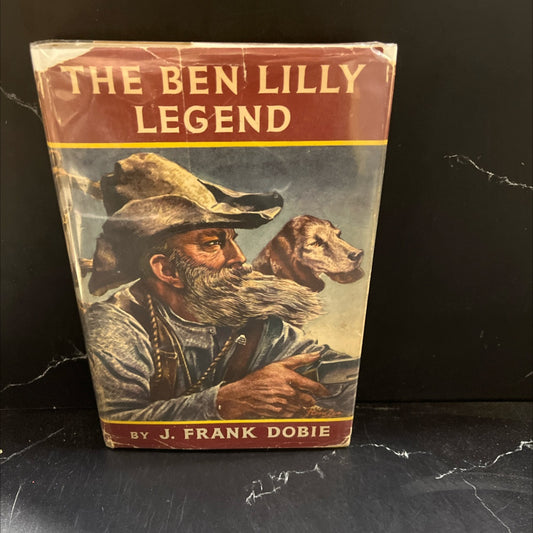 THE BEN LILLY
LEGEND
BY J. FRANK DOBIE